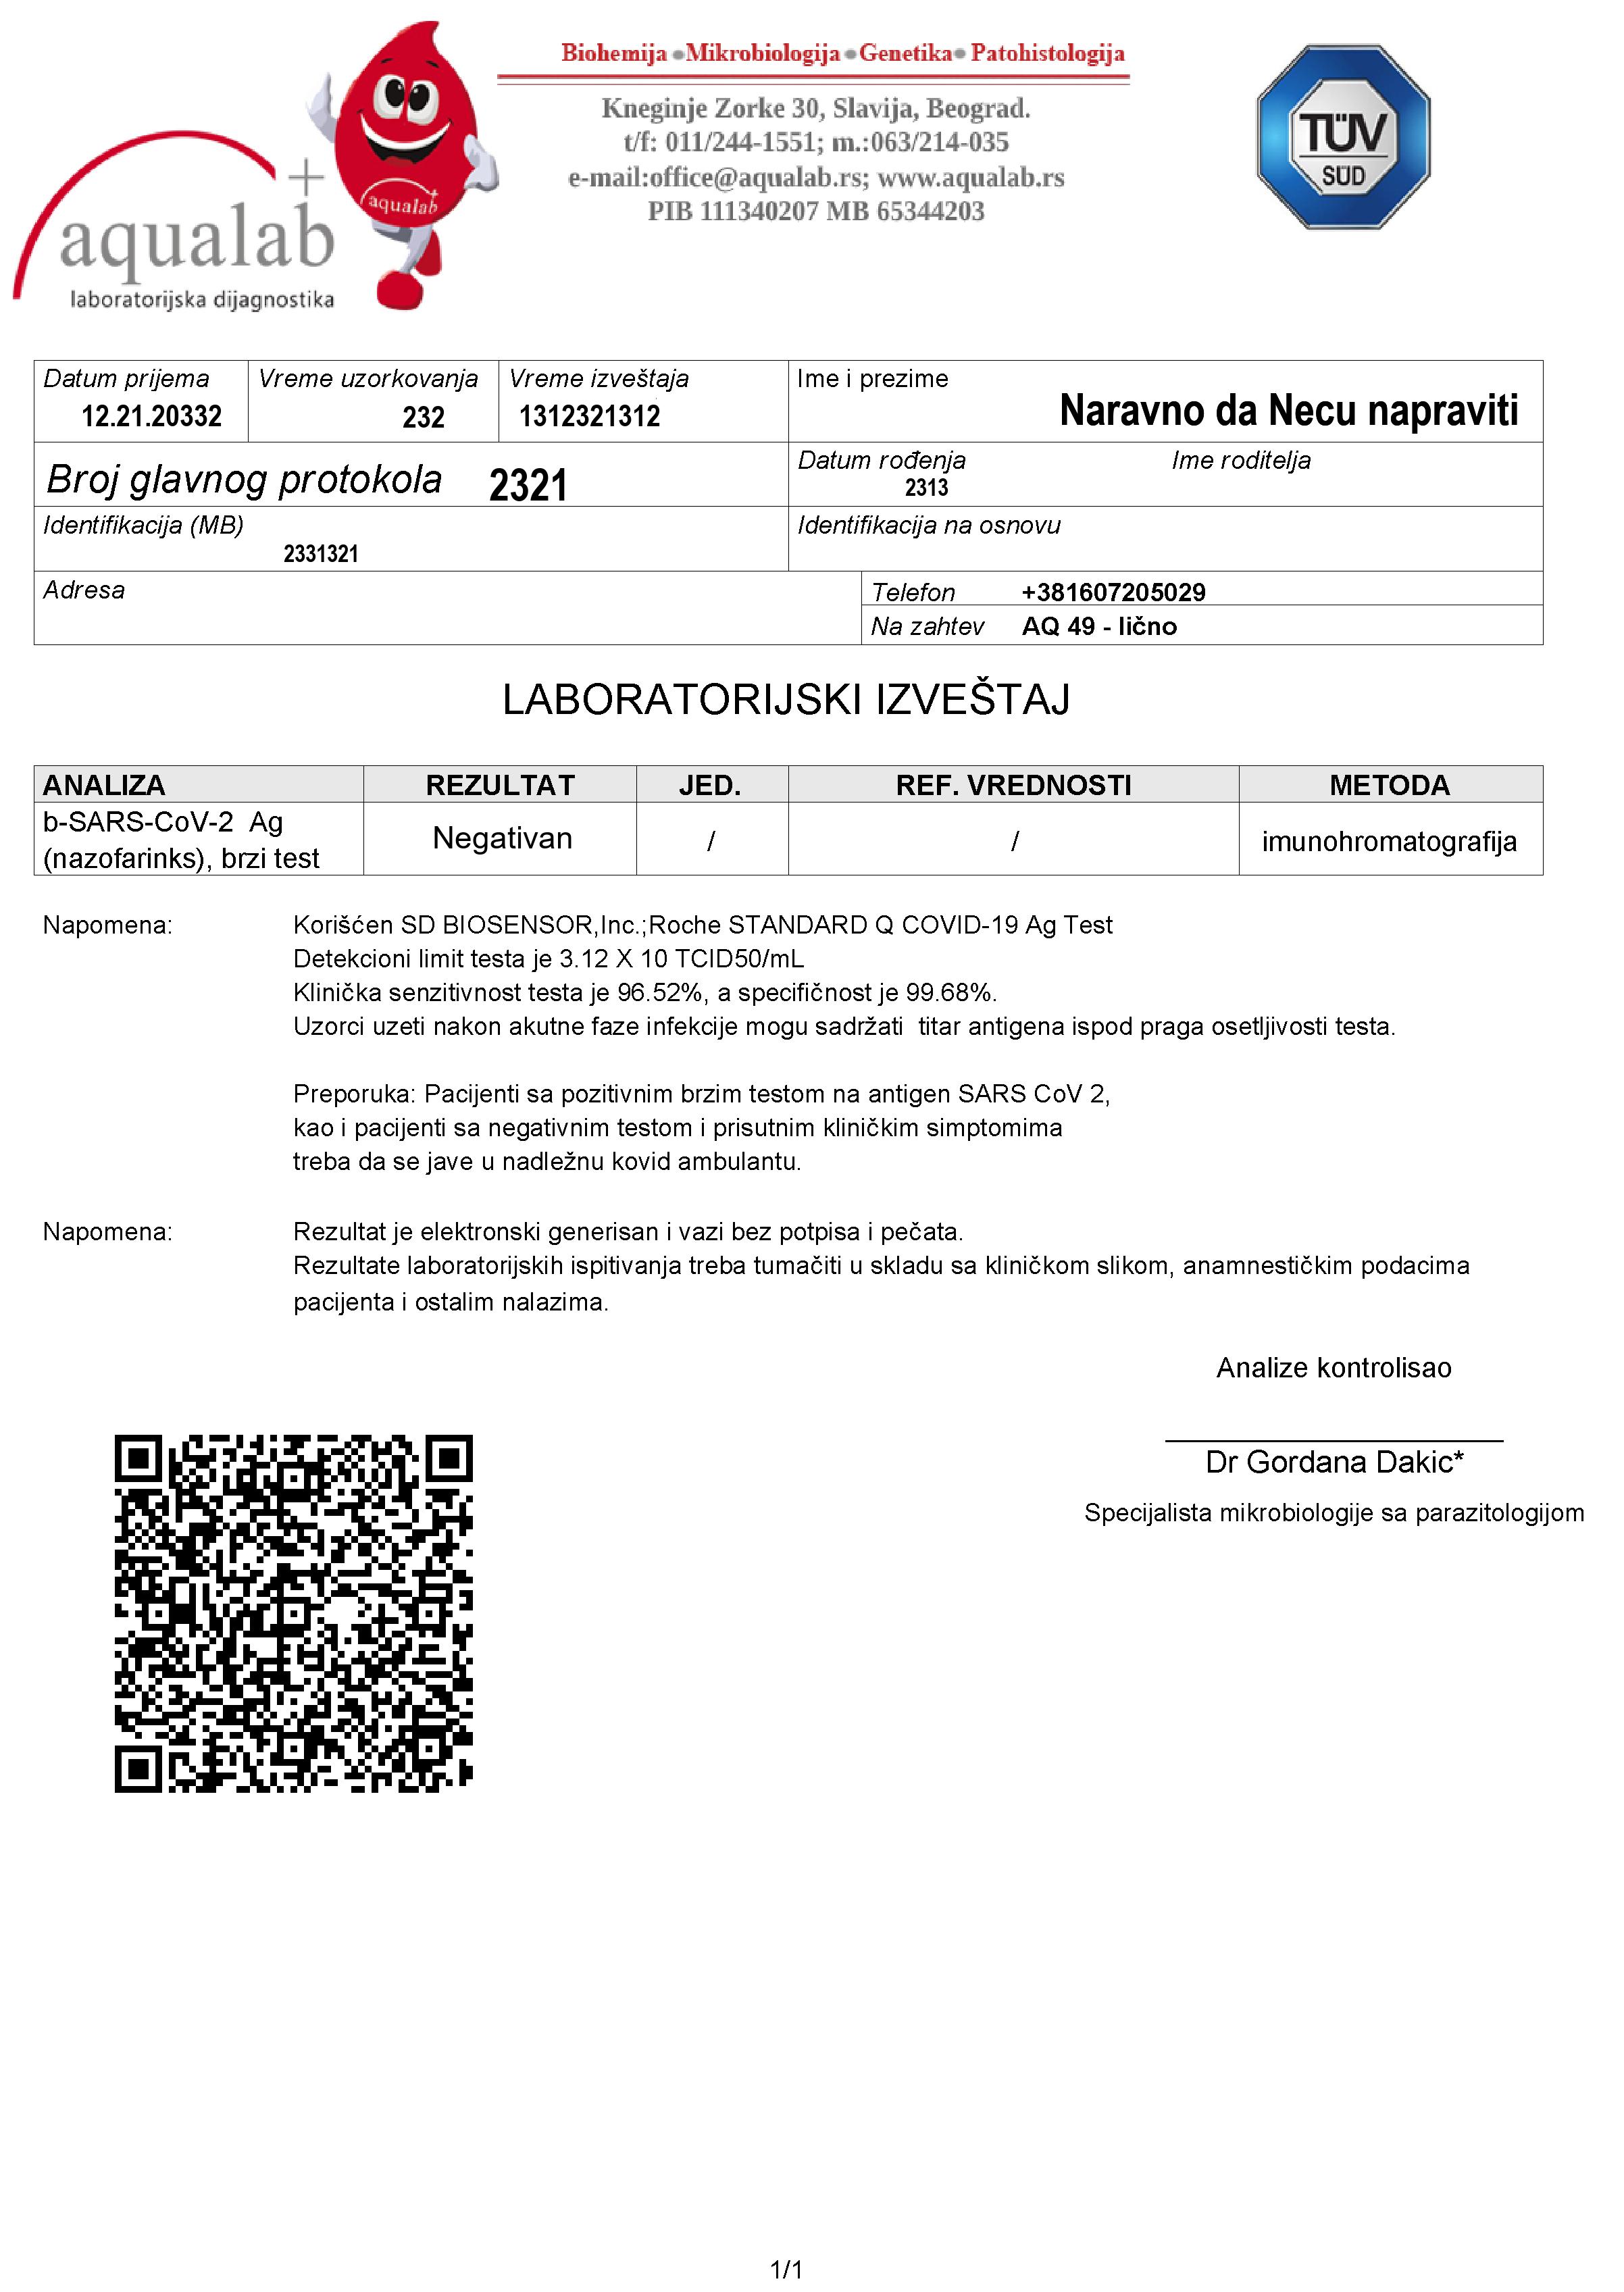 Biohemija ● Mikrobiologija ● Genetika ● Patohistologija
Kneginje Zorke 30, Slavija, Beograd.
t/f: 011/244-1551; m.:063/214-035
e-mail:office@aqualab.rs; www.aqualab.rs
PIB 111340207 MB 65344203
TÜV
SÜD
aqualab
aqualab +
laboratorijska dijagnostika
Datum prijema Vreme uzorkovanja Vreme izveštaja Ime i prezime
12.21.20332 232 1312321312 Naravno da Necu napraviti
Broj glavnog protokola 2321
Datum rođenja Ime roditelja
2313
Identifikacija (MB) Identifikacija na osnovu
2331321
Adresa
Telefon +381607205029
Na zahtev AQ 49 - lično
LABORATORIJSKI IZVEŠTAJ
ANALIZA REZULTAT JED. REF. VREDNOSTI METODA
b-SARS-CoV-2 Ag
(nazofarinks), brzi test Negativan / / imunohromatografija
Napomena: Korišćen SD BIOSENSOR,Inc.;Roche STANDARD Q COVID-19 Ag Test
Detekcioni limit testa je 3.12 X 10 TCID50/mL
Klinička senzitivnost testa je 96.52%, a specifičnost je 99.68%.
Uzorci uzeti nakon akutne faze infekcije mogu sadržati titar antigena ispod praga osetljivosti testa.
Preporuka: Pacijenti sa pozitivnim brzim testom na antigen SARS CoV 2,
kao i pacijenti sa negativnim testom i prisutnim kliničkim simptomima
treba da se jave u nadležnu kovid ambulantu.
Napomena: Rezultat je elektronski generisan i vazi bez potpisa i pečata.
Rezultate laboratorijskih ispitivanja treba tumačiti u skladu sa kliničkom slikom, anamnestičkim podacima
pacijenta i ostalim nalazima.
Analize kontrolisao
Dr Gordana Dakic*
Specijalista mikrobiologije sa parazitologijom
1/1